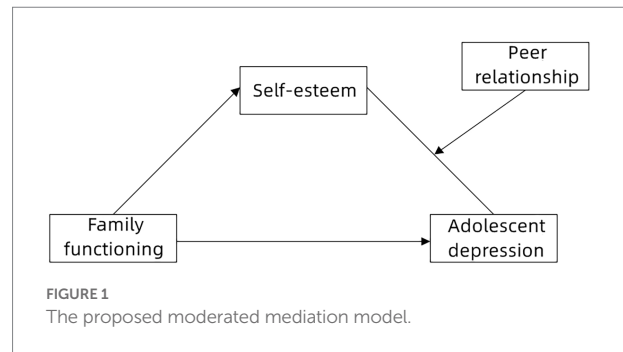 Peer
relationship
Self-esteem
Family
functioning
Adolescent
depression
FIGURE 1
The proposed moderated mediation model.